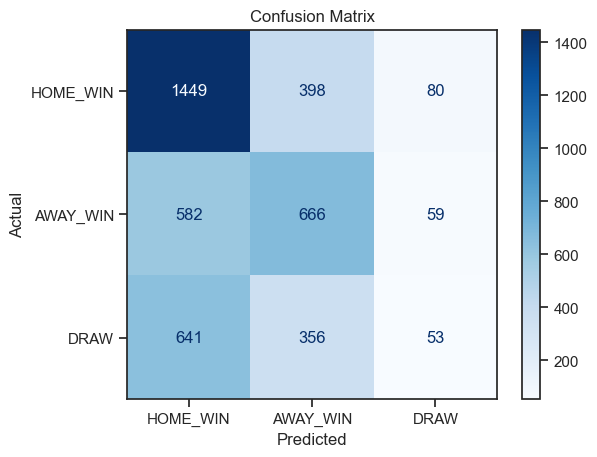 Confusion Matrix
Actual
HOME_WIN 1449 398 80
AWAY_WIN 582 666 59
DRAW 641 356 53
HOME_WIN AWAY_WIN DRAW
Predicted
1400
1200
1000
800
600
400
200